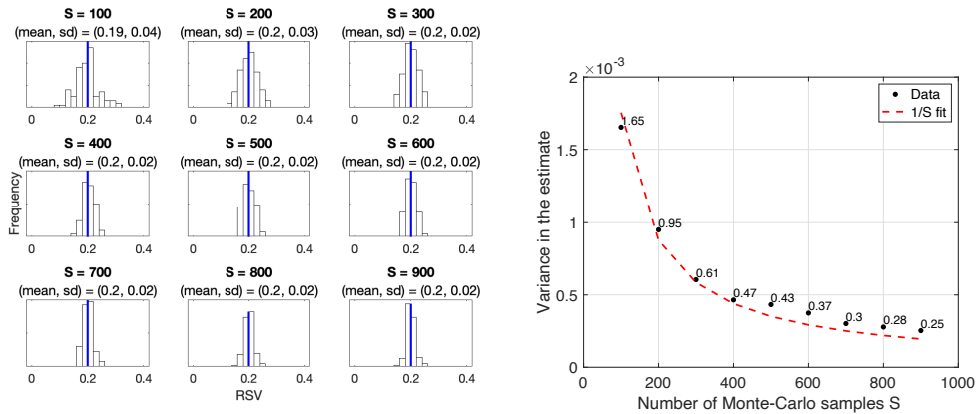 S = 100
(mean, sd) = (0.19, 0.04)
S = 200
(mean, sd) = (0.2, 0.03)
S = 300
(mean, sd) = (0.2, 0.02)
0 0.2 0.4
0 0.2 0.4
0 0.2 0.4
S = 400
(mean, sd) = (0.2, 0.02)
S = 500
(mean, sd) = (0.2, 0.02)
S = 600
(mean, sd) = (0.2, 0.02)
Frequency
0 0.2 0.4
0 0.2 0.4
0 0.2 0.4
S = 700
(mean, sd) = (0.2, 0.02)
S = 800
(mean, sd) = (0.2, 0.02)
S = 900
(mean, sd) = (0.2, 0.02)
0 0.2 0.4
0 0.2 0.4
0 0.2 0.4
RSV
×10⁻³
2
1.5
1
0.5
0
Variance in the estimate
Data
1/S fit
1.65
0.95
0.61
0.47
0.43
0.37
0.3
0.28
0.25
0 200 400 600 800 1000
Number of Monte-Carlo samples S